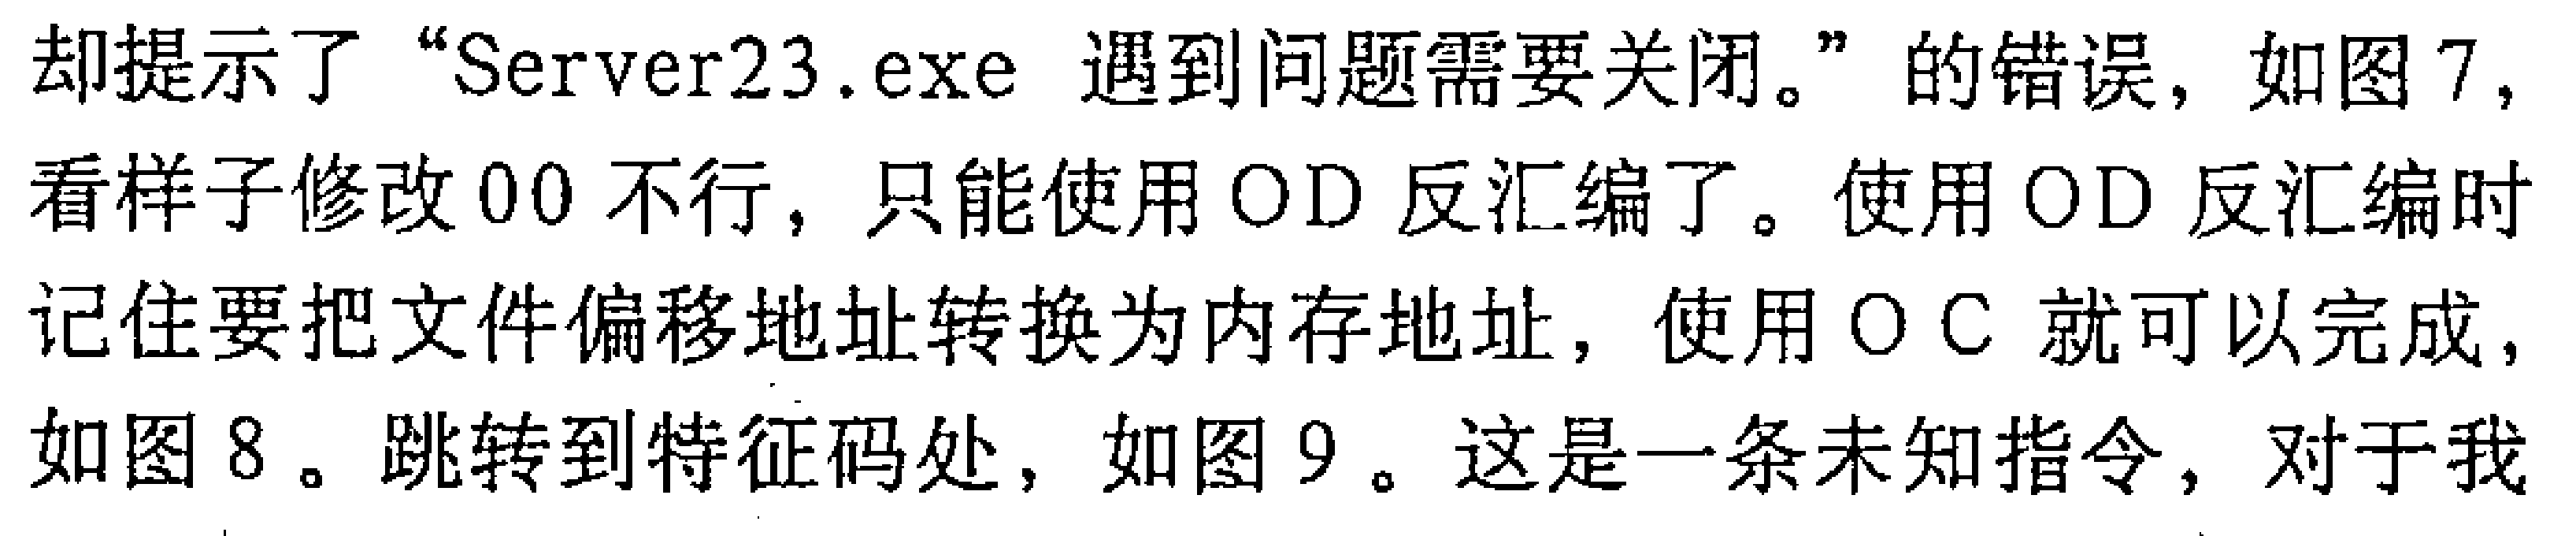 却提示了“Server23.exe 遇到问题需要关闭。”的错误，如图7，
看样子修改00不行，只能使用OD反汇编了。使用OD反汇编时
记住要把文件偏移地址转换为内存地址，使用OC就可以完成，
如图8。跳转到特征码处，如图9。这是一条未知指令，对于我